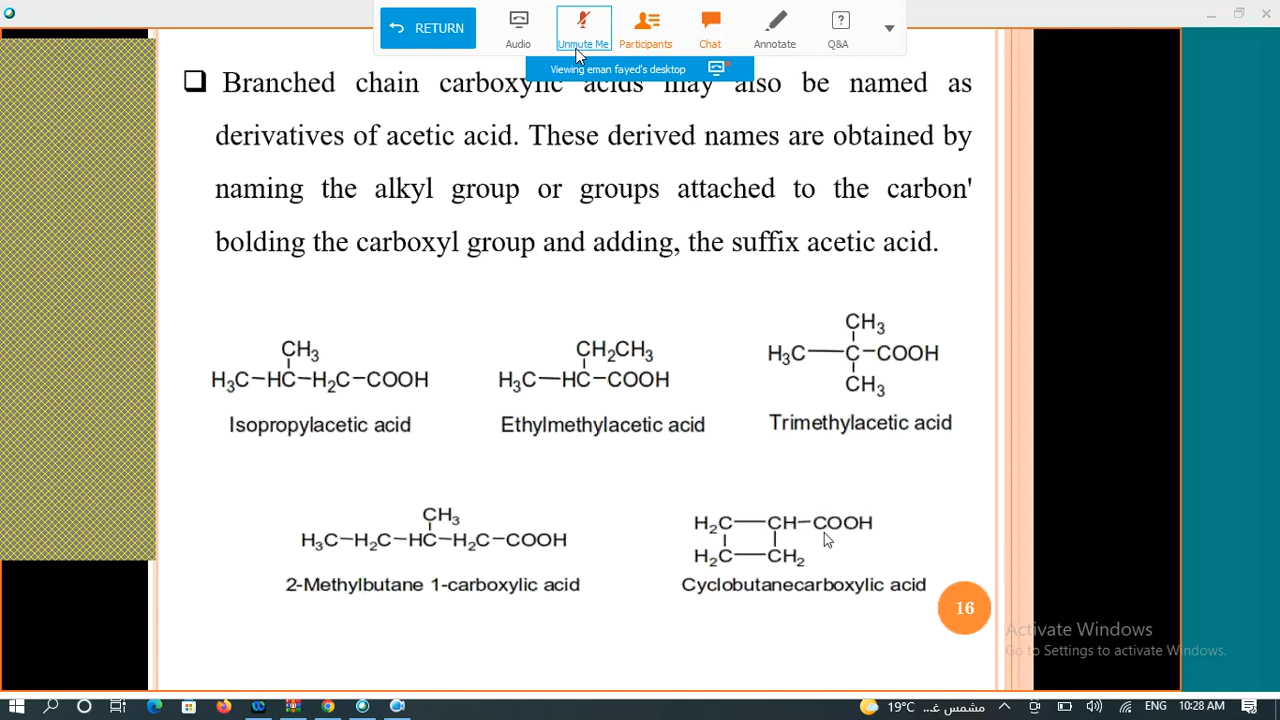 RETURN
Audio
Unmute Me
Participants
Chat
Annotate
Q&A
Viewing eman fayed's desktop
❑ Branched chain carboxylic acids may also be named as
derivatives of acetic acid. These derived names are obtained by
naming the alkyl group or groups attached to the carbon'
bolding the carboxyl group and adding, the suffix acetic acid.
CH3
H3C-HC-H2C-COOH
Isopropylacetic acid
CH2CH3
H3C-HC-COOH
Ethylmethylacetic acid
CH3
H3C-C-COOH
CH3
Trimethylacetic acid
CH3
H3C-H2C-HC-H2C-COOH
2-Methylbutane 1-carboxylic acid
H2C-CH-COOH
H2C-CH2
Cyclobutanecarboxylic acid
16
Activate Windows
Go to Settings to activate Windows.
19°C مشمس غـ...
ENG
10:28 AM